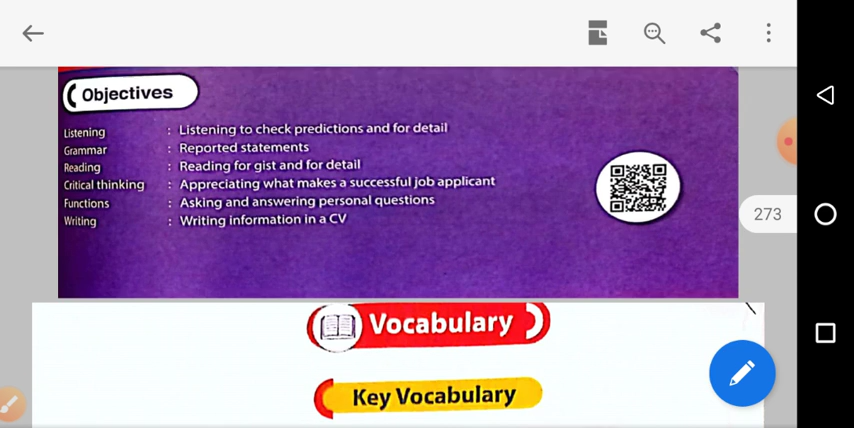 Objectives
Listening : Listening to check predictions and for detail
Grammar : Reported statements
Reading : Reading for gist and for detail
Critical thinking : Appreciating what makes a successful job applicant
Functions : Asking and answering personal questions
Writing : Writing information in a CV
273
Vocabulary
Key Vocabulary